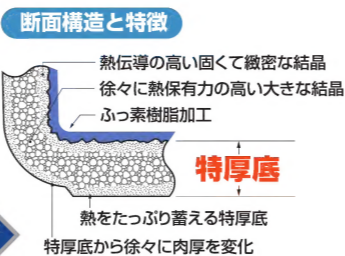 断面構造と特徴
熱伝導の高い固くて緻密な結晶
徐々に熱保有力の高い大きな結晶
ふっ素樹脂加工
特厚底
熱をたっぷり蓄える特厚底
特厚底から徐々に肉厚を変化